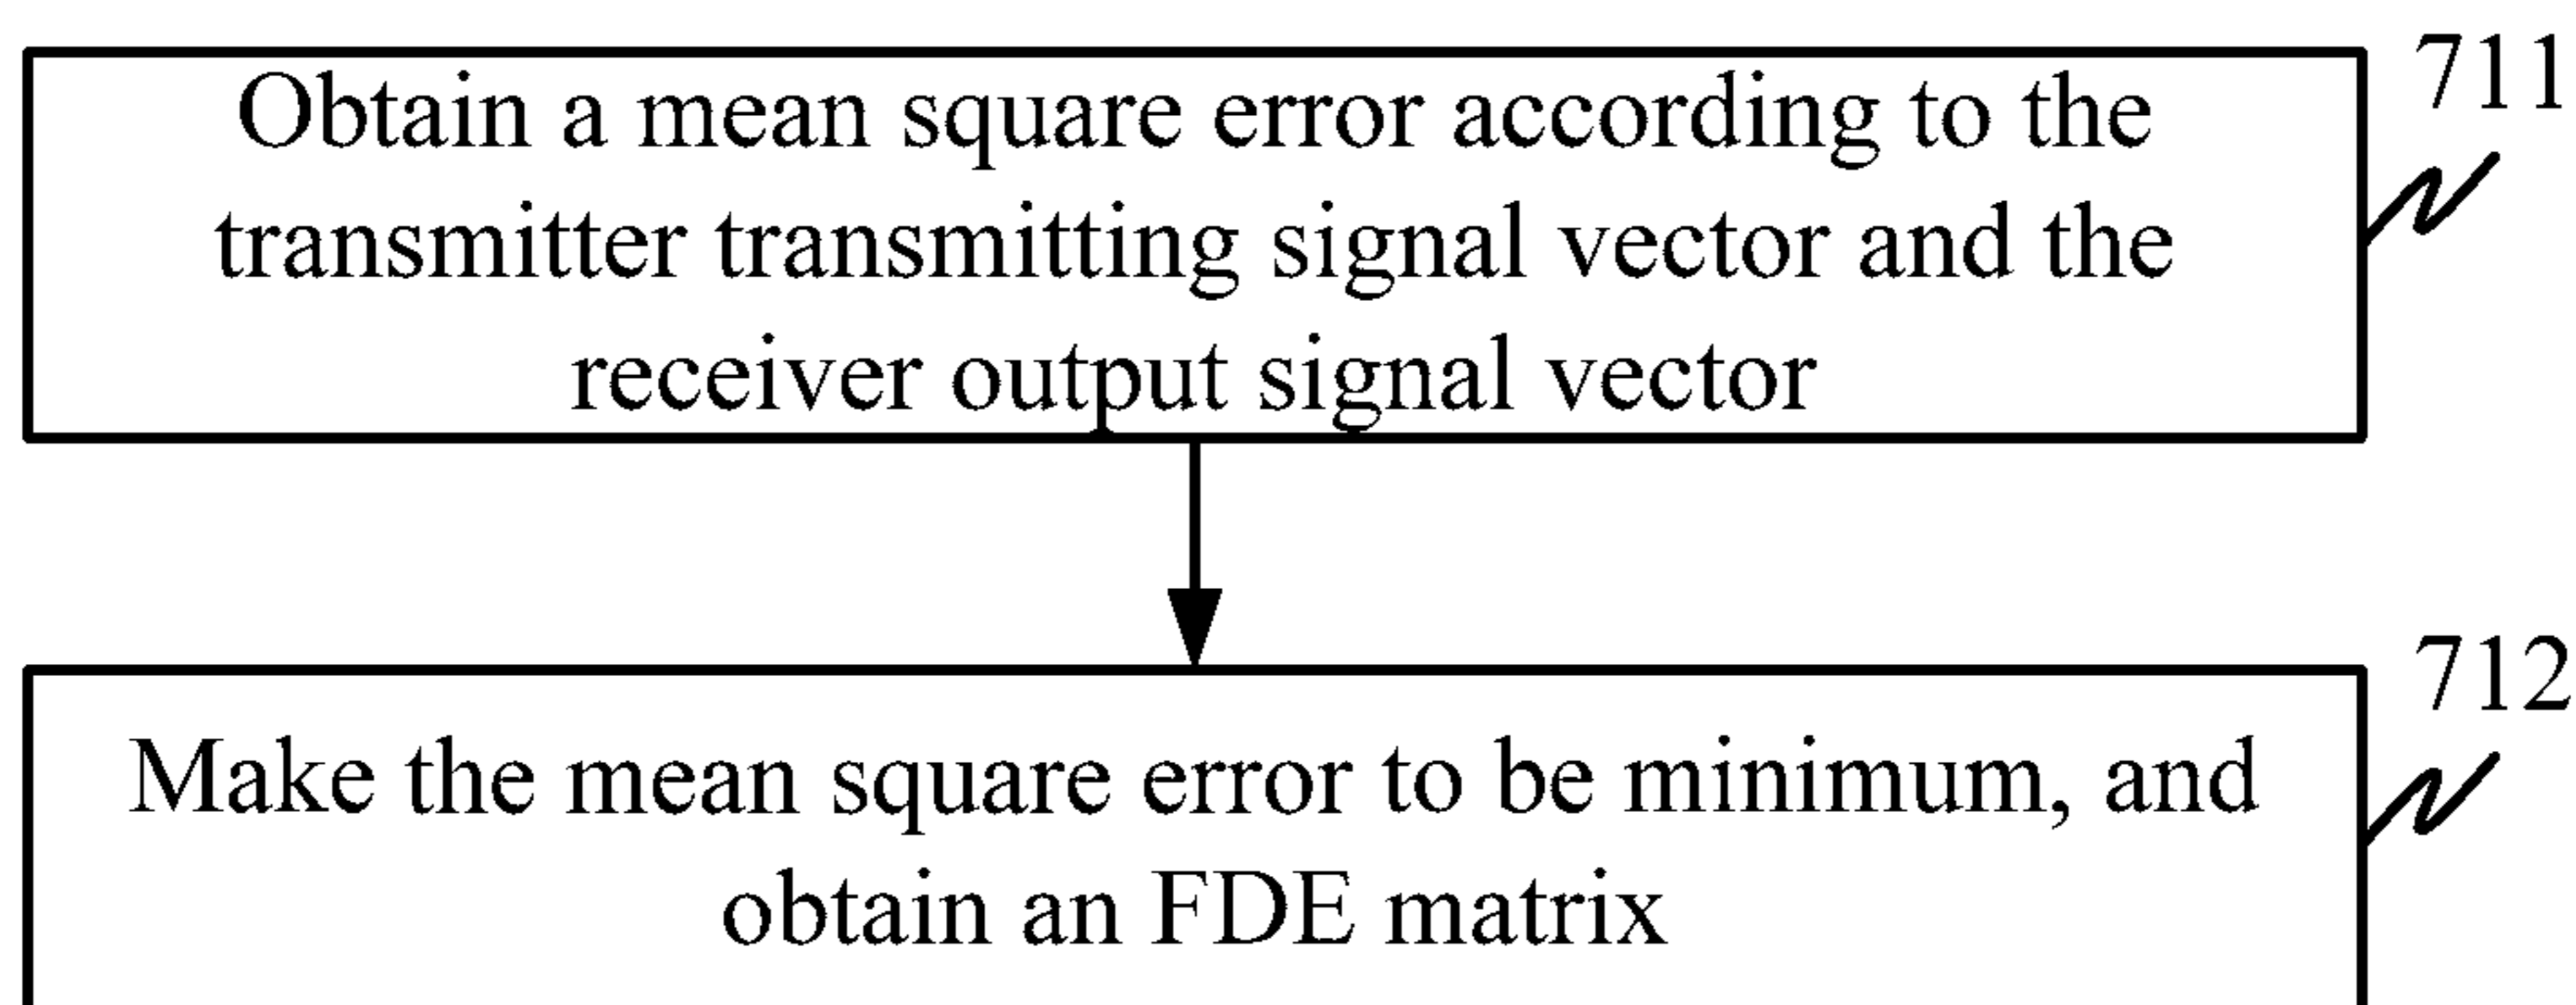 711
Obtain a mean square error according to the
transmitter transmitting signal vector and the
receiver output signal vector
712
Make the mean square error to be minimum, and
obtain an FDE matrix